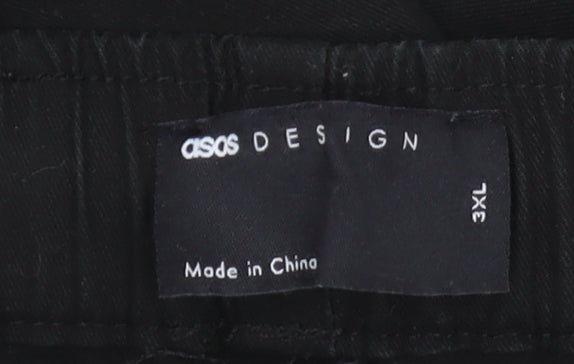 asos DESIGN
3XL
Made in China